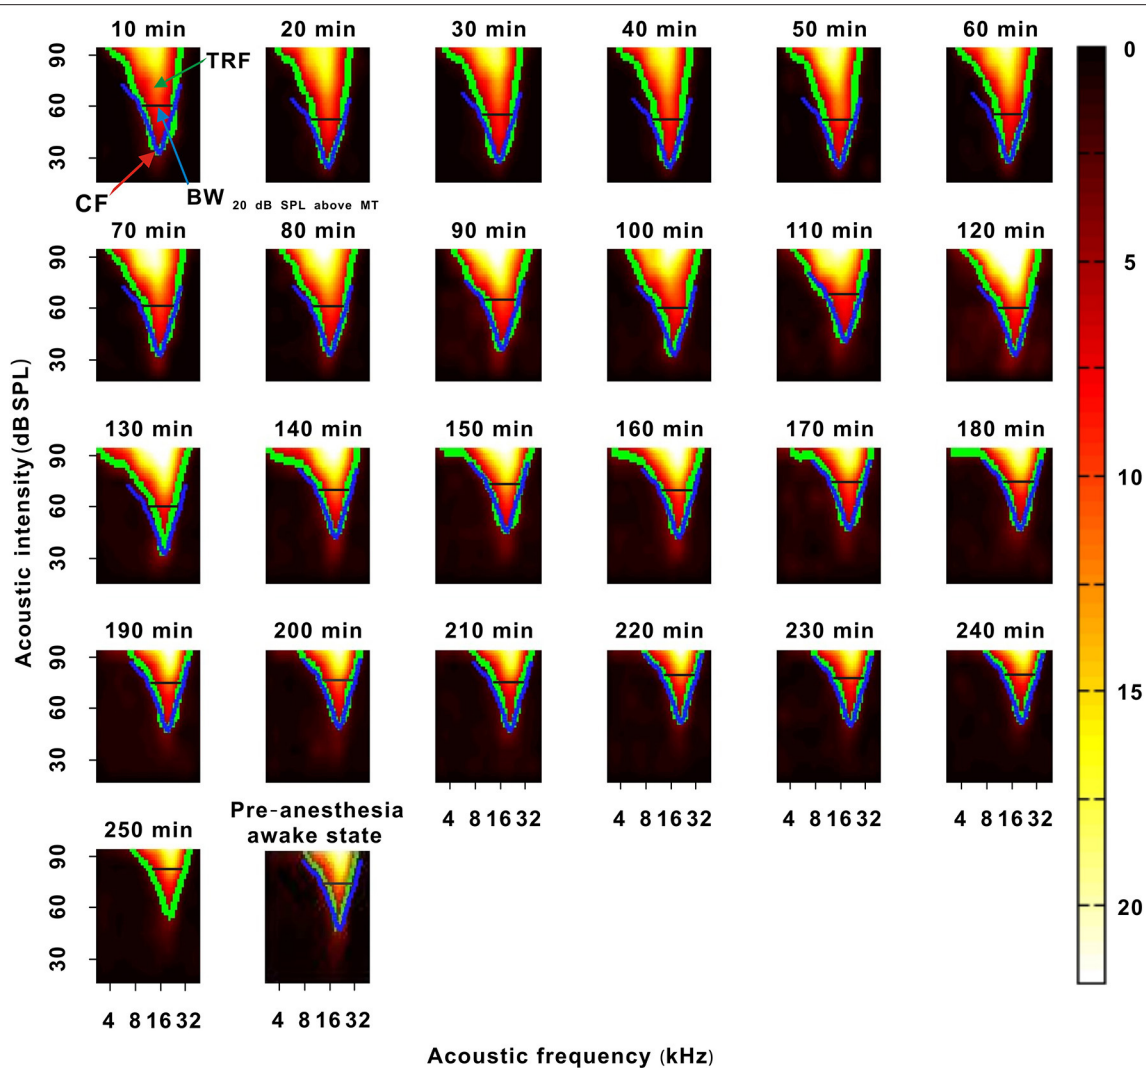 10 min 20 min 30 min 40 min 50 min 60 min
90
60
30
TRF
CF
BW 20 dB SPL above MT
70 min 80 min 90 min 100 min 110 min 120 min
90
60
30
130 min 140 min 150 min 160 min 170 min 180 min
90
60
30
190 min 200 min 210 min 220 min 230 min 240 min
90
60
30
4 8 16 32 4 8 16 32 4 8 16 32 4 8 16 32
250 min
Pre-anesthesia
awake state
90
60
30
4 8 16 32 4 8 16 32
Acoustic intensity (dB SPL)
Acoustic frequency (kHz)
0
5
10
15
20